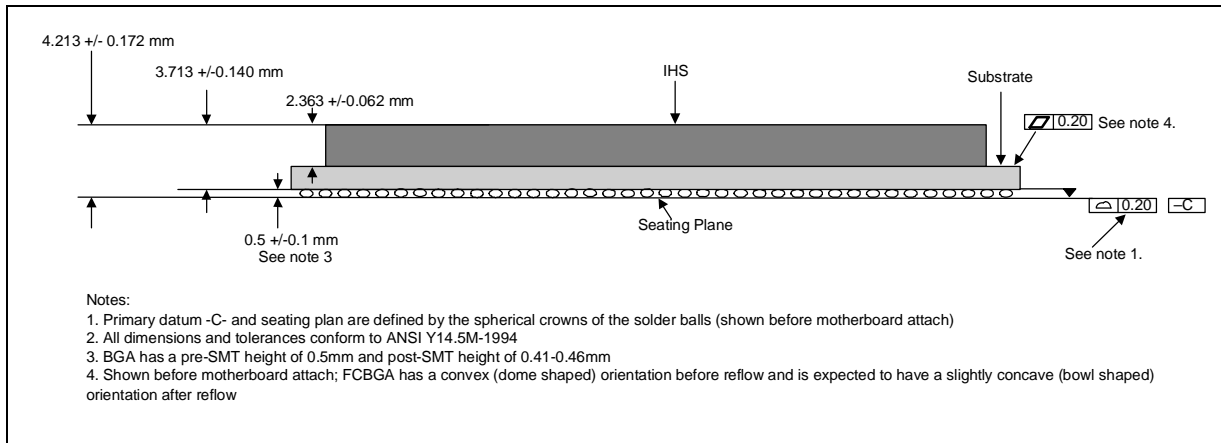 4.213 +/- 0.172 mm
3.713 +/-0.140 mm
2.363 +/-0.062 mm
IHS
Substrate
0.20
See note 4.
0.20
–C
Seating Plane
0.5 +/-0.1 mm
See note 3
See note 1.
Notes:
1. Primary datum -C- and seating plan are defined by the spherical crowns of the solder balls (shown before motherboard attach)
2. All dimensions and tolerances conform to ANSI Y14.5M-1994
3. BGA has a pre-SMT height of 0.5mm and post-SMT height of 0.41-0.46mm
4. Shown before motherboard attach; FCBGA has a convex (dome shaped) orientation before reflow and is expected to have a slightly concave (bowl shaped)
orientation after reflow